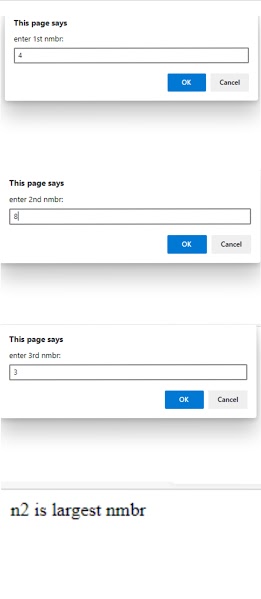 This page says
enter 1st nmbr:
4
OK Cancel
This page says
enter 2nd nmbr:
8
OK Cancel
This page says
enter 3rd nmbr:
3
OK Cancel
n2 is largest nmbr